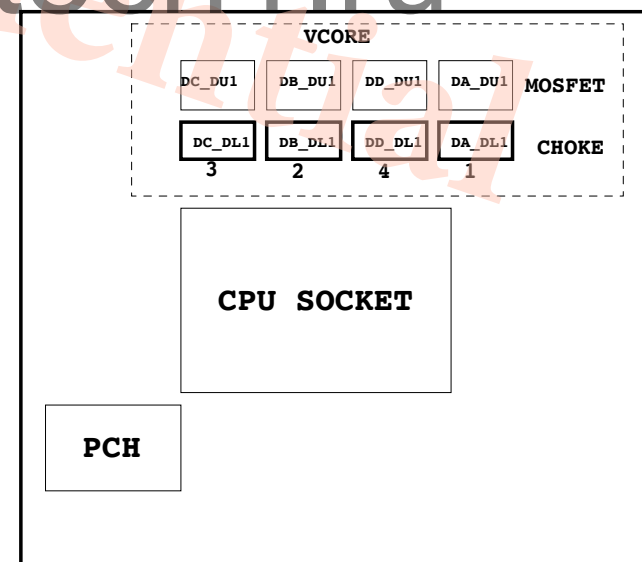 VCORE
DC_DU1 DB_DU1 DD_DU1 DA_DU1 MOSFET
DC_DL1 DB_DL1 DD_DL1 DA_DL1 CHOKE
3 2 4 1
CPU SOCKET
PCH